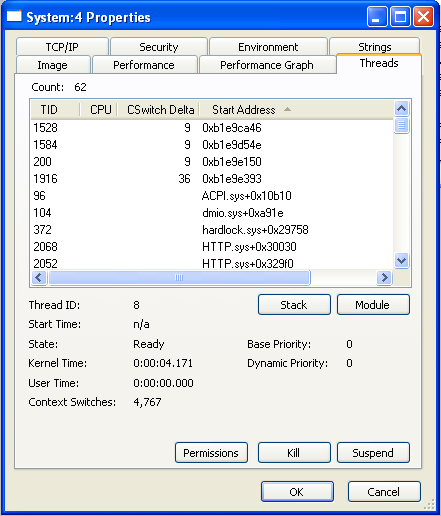 System:4 Properties
TCP/IP Security Environment Strings
Image Performance Performance Graph Threads
Count: 62
TID CPU CSwitch Delta Start Address
1528 9 0xb1e9ca46
1584 9 0xb1e9d54e
200 9 0xb1e9e150
1916 36 0xb1e9e393
96 ACPI.sys+0x10b10
104 dmio.sys+0xa91e
372 hardlock.sys+0x29758
2068 HTTP.sys+0x30030
2052 HTTP.sys+0x329f0
Thread ID: 8 Stack Module
Start Time: n/a
State: Ready Base Priority: 0
Kernel Time: 0:00:04.171 Dynamic Priority: 0
User Time: 0:00:00.000
Context Switches: 4,767
Permissions Kill Suspend
OK Cancel